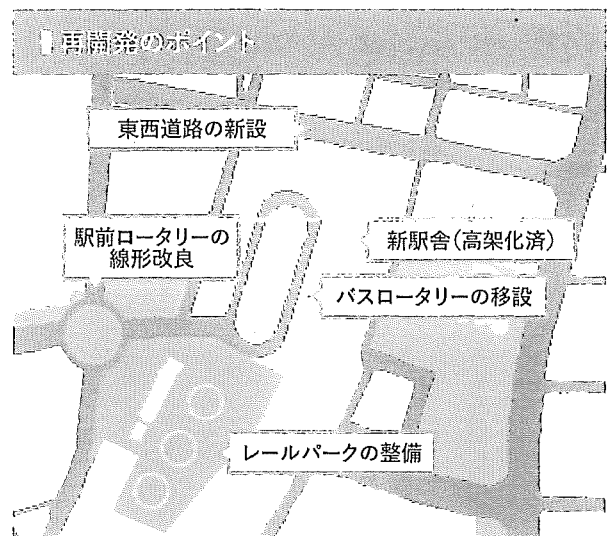 再開発のポイント
東西道路の新設
駅前ロータリーの
線形改良
新駅舎(高架化済)
バスロータリーの移設
レールパークの整備